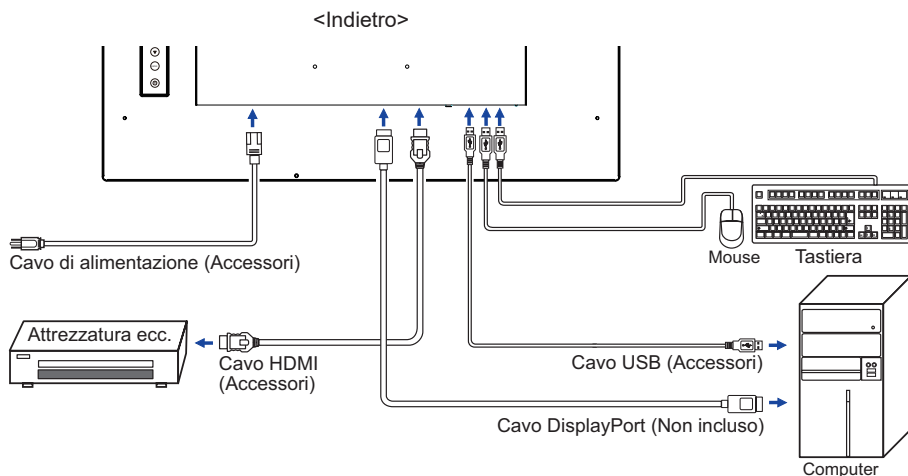 <Indietro>
Cavo di alimentazione (Accessori)
Mouse
Tastiera
Attrezzatura ecc.
Cavo HDMI
(Accessori)
Cavo USB (Accessori)
Cavo DisplayPort (Non incluso)
Computer